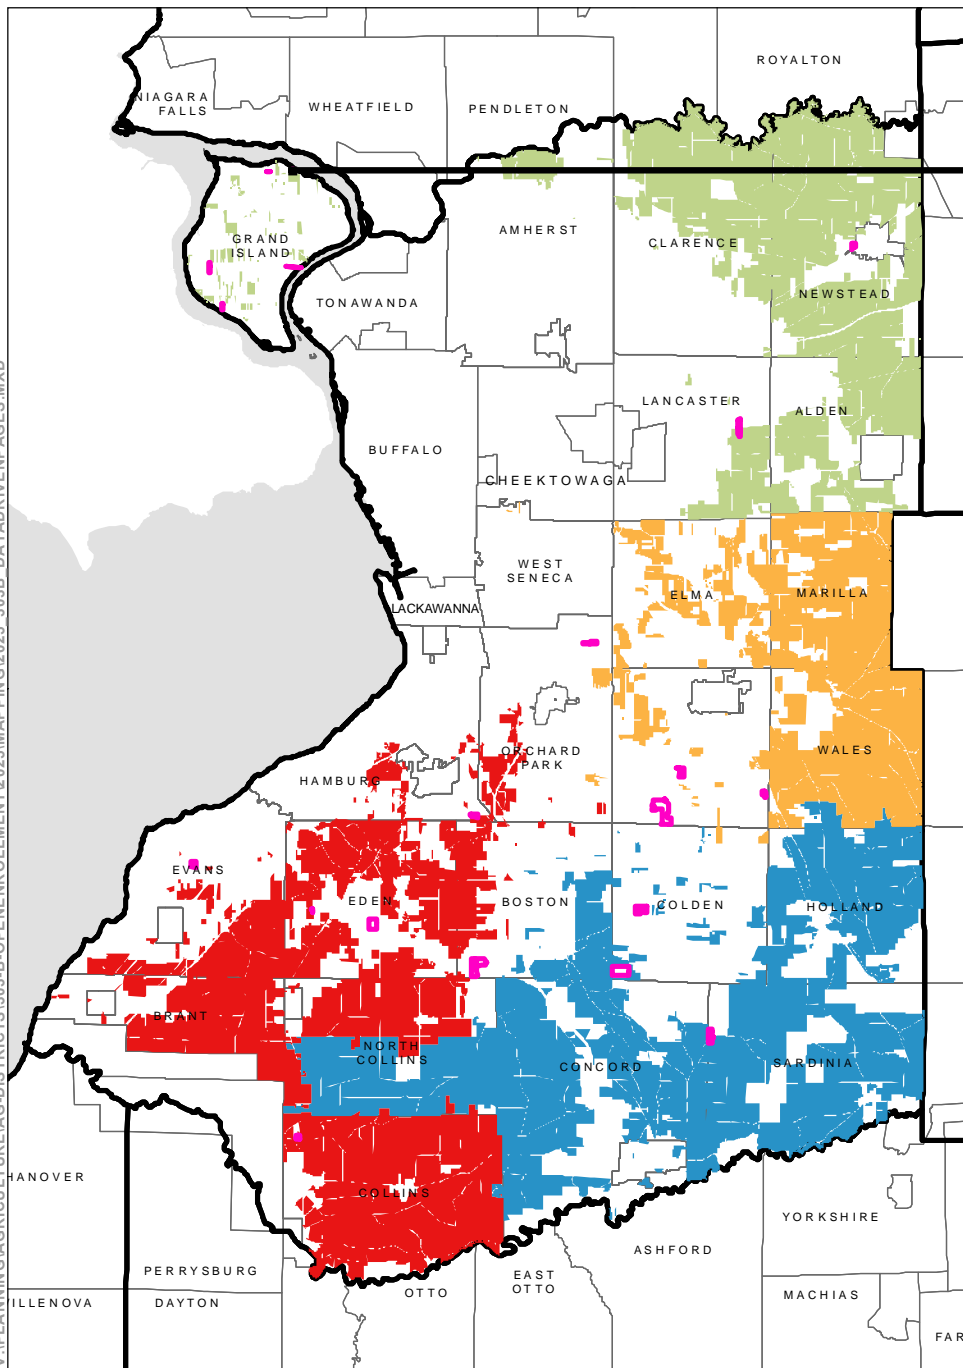 ROYALTON
NIAGARA
FALLS
WHEATFIELD
PENDLETON
GRAND
ISLAND
AMHERST
CLARENCE
NEWSTEAD
TONAWANDA
LANCASTER
ALDEN
BUFFALO
CHEEKTOWAGA
WEST
SENECA
ELMA
MARILLA
LACKAWANNA
ORCHARD
PARK
WALES
HAMBURG
EVANS
EDEN
BOSTON
COLDEN
HOLLAND
BRANT
NORTH
COLLINS
CONCORD
SARDINIA
HANOVER
COLLINS
YORKSHIRE
ASHFORD
PERRYSBURG
EAST
OTTO
OTTO
MACHIAS
ILLENOVA
DAYTON
FAR